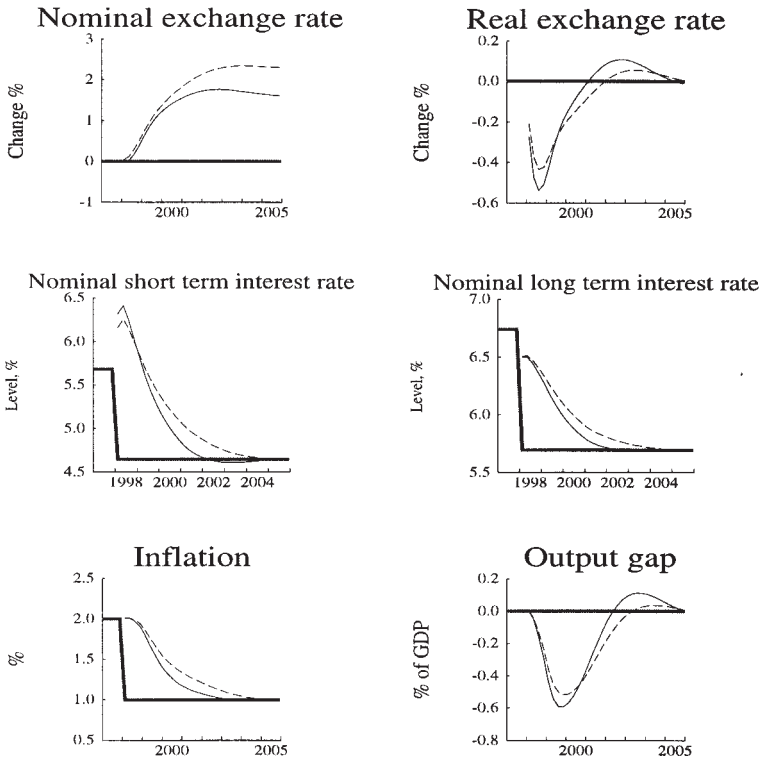 Nominal exchange rate
Change %
3
2
1
0
-1
2000 2005
Real exchange rate
Change %
0.2
0.0
-0.2
-0.4
-0.6
2000 2005
Nominal short term interest rate
Level, %
6.5
6.0
5.5
5.0
4.5
1998 2000 2002 2004
Nominal long term interest rate
Level, %
7.0
6.5
6.0
5.5
1998 2000 2002 2004
Inflation
%
2.5
2.0
1.5
1.0
0.5
2000 2005
Output gap
% of GDP
0.2
0.0
-0.2
-0.4
-0.6
-0.8
2000 2005